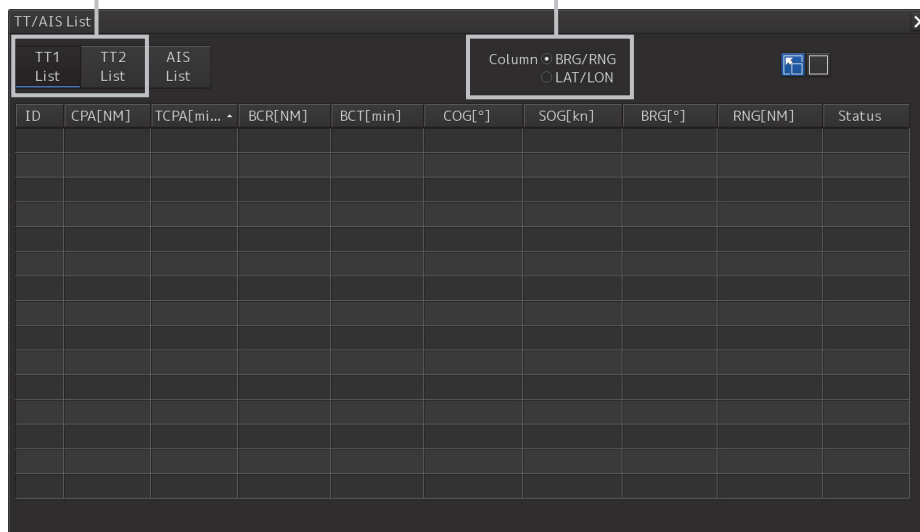 TT/AIS List
TT1 List
TT2 List
AIS List
Column BRG/RNG
LAT/LON
ID CPA[NM] TCPA[mi... BCR[NM] BCT[min] COG[°] SOG[kn] BRG[°] RNG[NM] Status